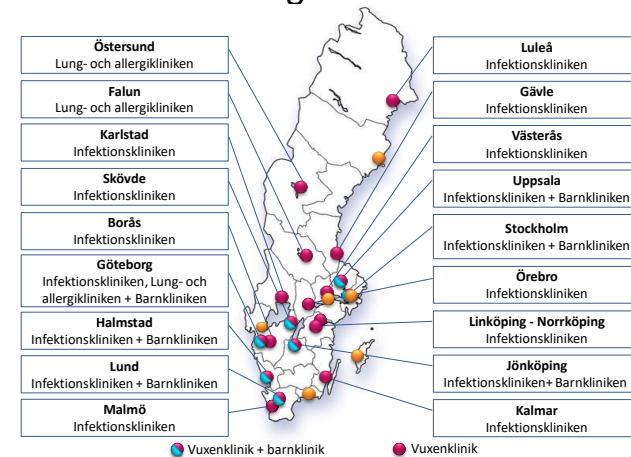 Östersund
Lung- och allergikliniken
Falun
Lung- och allergikliniken
Karlstad
Infektionskliniken
Skövde
Infektionskliniken
Borås
Infektionskliniken
Göteborg
Infektionskliniken, Lung- och
allergikliniken + Barnkliniken
Halmstad
Infektionskliniken + Barnkliniken
Lund
Infektionskliniken + Barnkliniken
Malmö
Infektionskliniken
Luleå
Infektionskliniken
Gävle
Infektionskliniken
Västerås
Infektionskliniken
Uppsala
Infektionskliniken + Barnkliniken
Stockholm
Infektionskliniken + Barnkliniken
Örebro
Infektionskliniken
Linköping - Norrköping
Infektionskliniken
Jönköping
Infektionskliniken+ Barnkliniken
Kalmar
Infektionskliniken
Vuxenklinik + barnklinik
Vuxenklinik